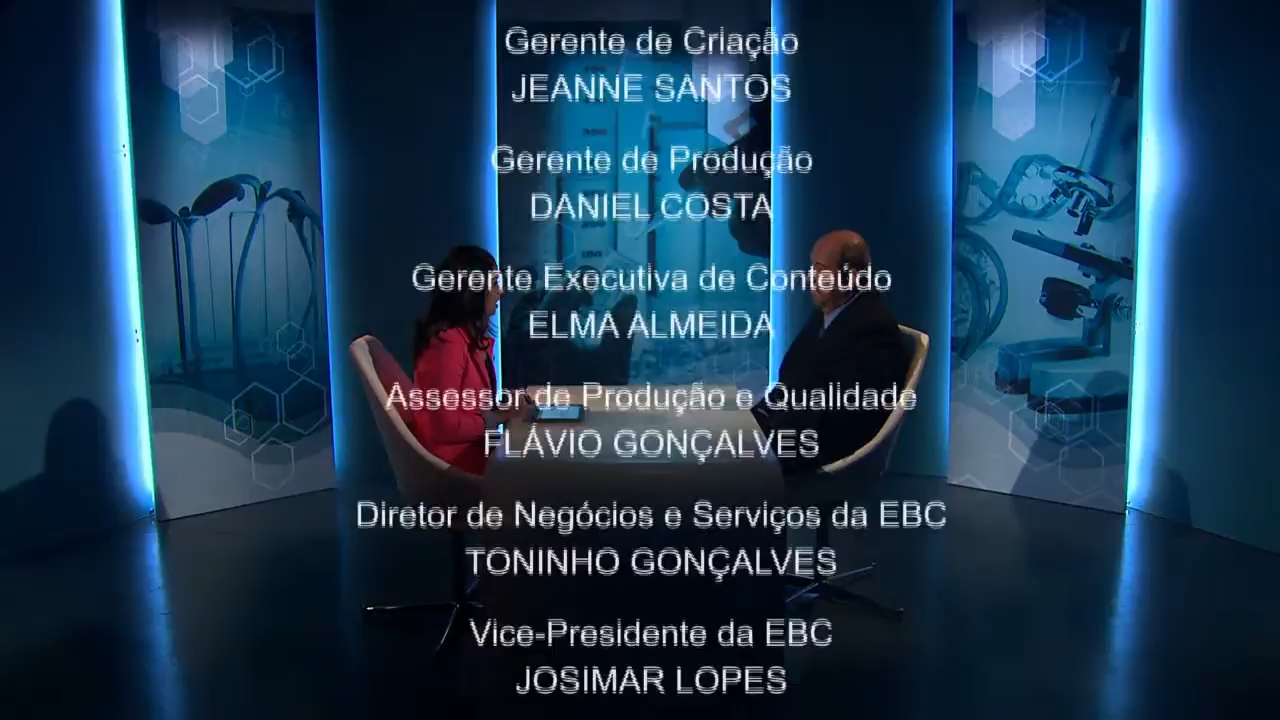 Gerente de Criação
JEANNE SANTOS
Gerente de Produção
DANIEL COSTA
Gerente Executiva de Conteúdo
ELMA ALMEIDA
Assessor de Produção e Qualidade
FLÁVIO GONÇALVES
Diretor de Negócios e Serviços da EBC
TONINHO GONÇALVES
Vice-Presidente da EBC
JOSIMAR LOPES